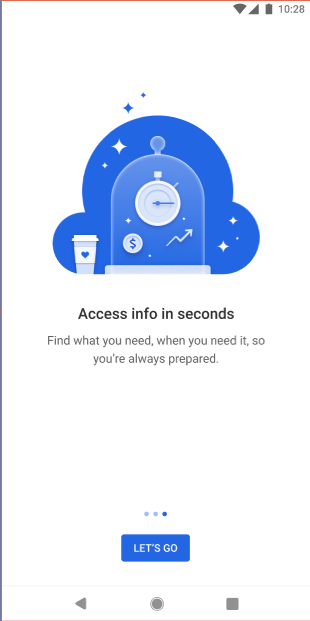 10:28
$
Access info in seconds
Find what you need, when you need it, so
you're always prepared.
LET'S GO